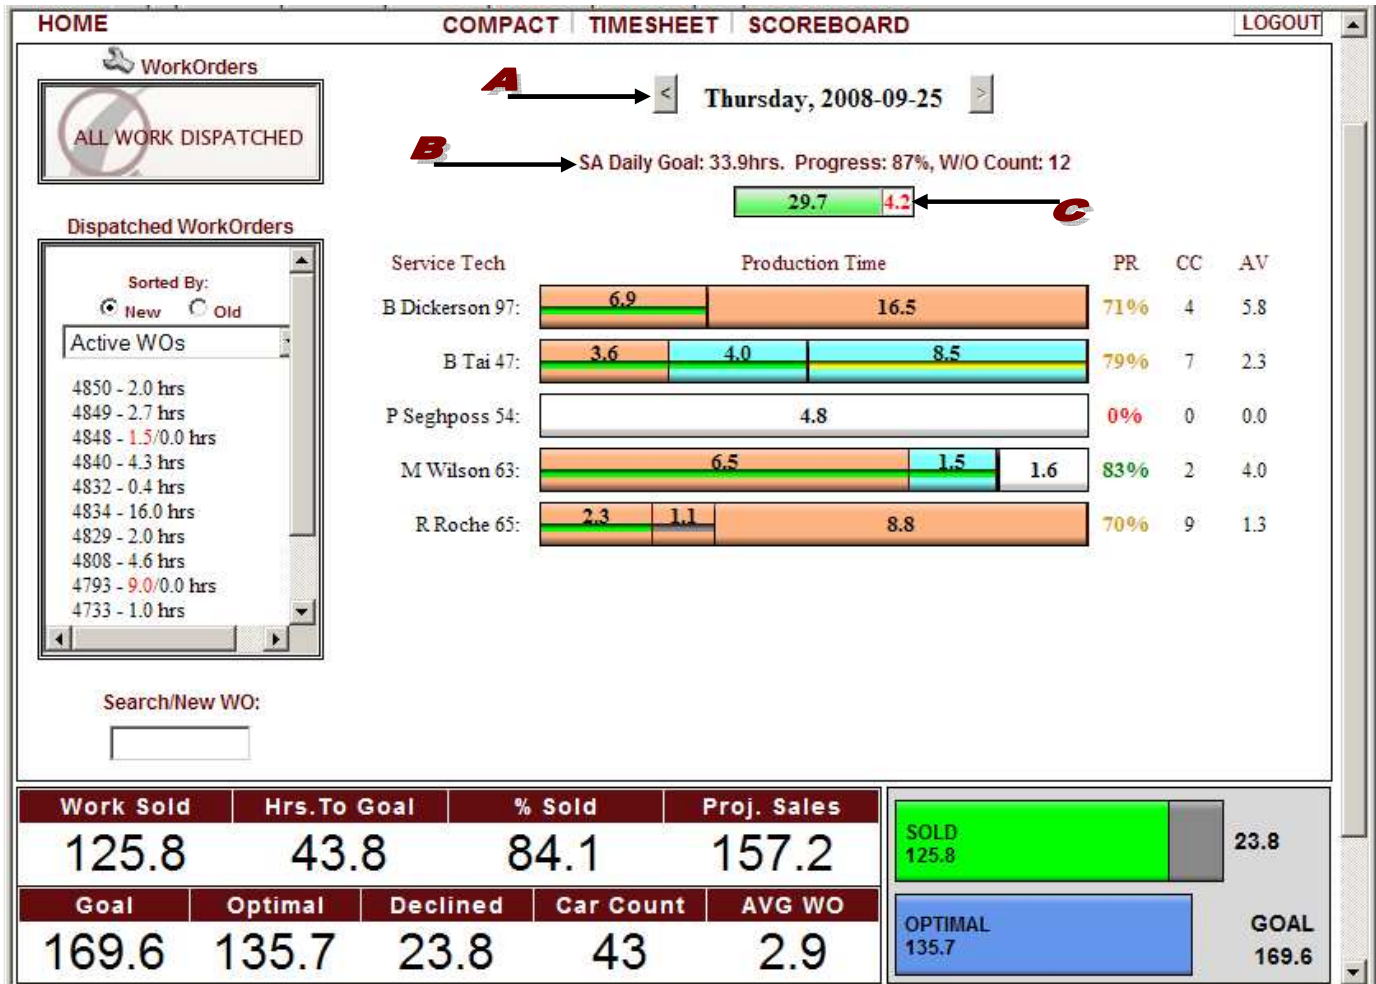 HOME COMPACT TIMESHEET SCOREBOARD LOGOUT
WorkOrders
ALL WORK DISPATCHED
A
< Thursday, 2008-09-25 >
B
SA Daily Goal: 33.9hrs. Progress: 87%, W/O Count: 12
29.7 4.2
C
Dispatched WorkOrders
Sorted By:
New Old
Active WOs
4850 - 2.0 hrs
4849 - 2.7 hrs
4848 - 1.5/0.0 hrs
4840 - 4.3 hrs
4832 - 0.4 hrs
4834 - 16.0 hrs
4829 - 2.0 hrs
4808 - 4.6 hrs
4793 - 9.0/0.0 hrs
4733 - 1.0 hrs
Search/New WO:
Service Tech Production Time PR CC AV
B Dickerson 97: 6.9 16.5 71% 4 5.8
B Tai 47: 3.6 4.0 8.5 79% 7 2.3
P Seghposs 54: 4.8 0% 0 0.0
M Wilson 63: 6.5 1.5 1.6 83% 2 4.0
R Roche 65: 2.3 1.1 8.8 70% 9 1.3
Work Sold Hrs.To Goal % Sold Proj. Sales
125.8 43.8 84.1 157.2
Goal Optimal Declined Car Count AVG WO
169.6 135.7 23.8 43 2.9
SOLD
125.8
23.8
OPTIMAL
135.7
GOAL
169.6